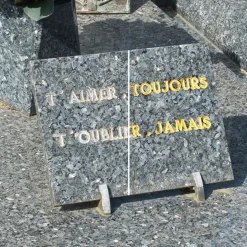 T'AIMER . TOUJOURS
T'OUBLIER . JAMAIS